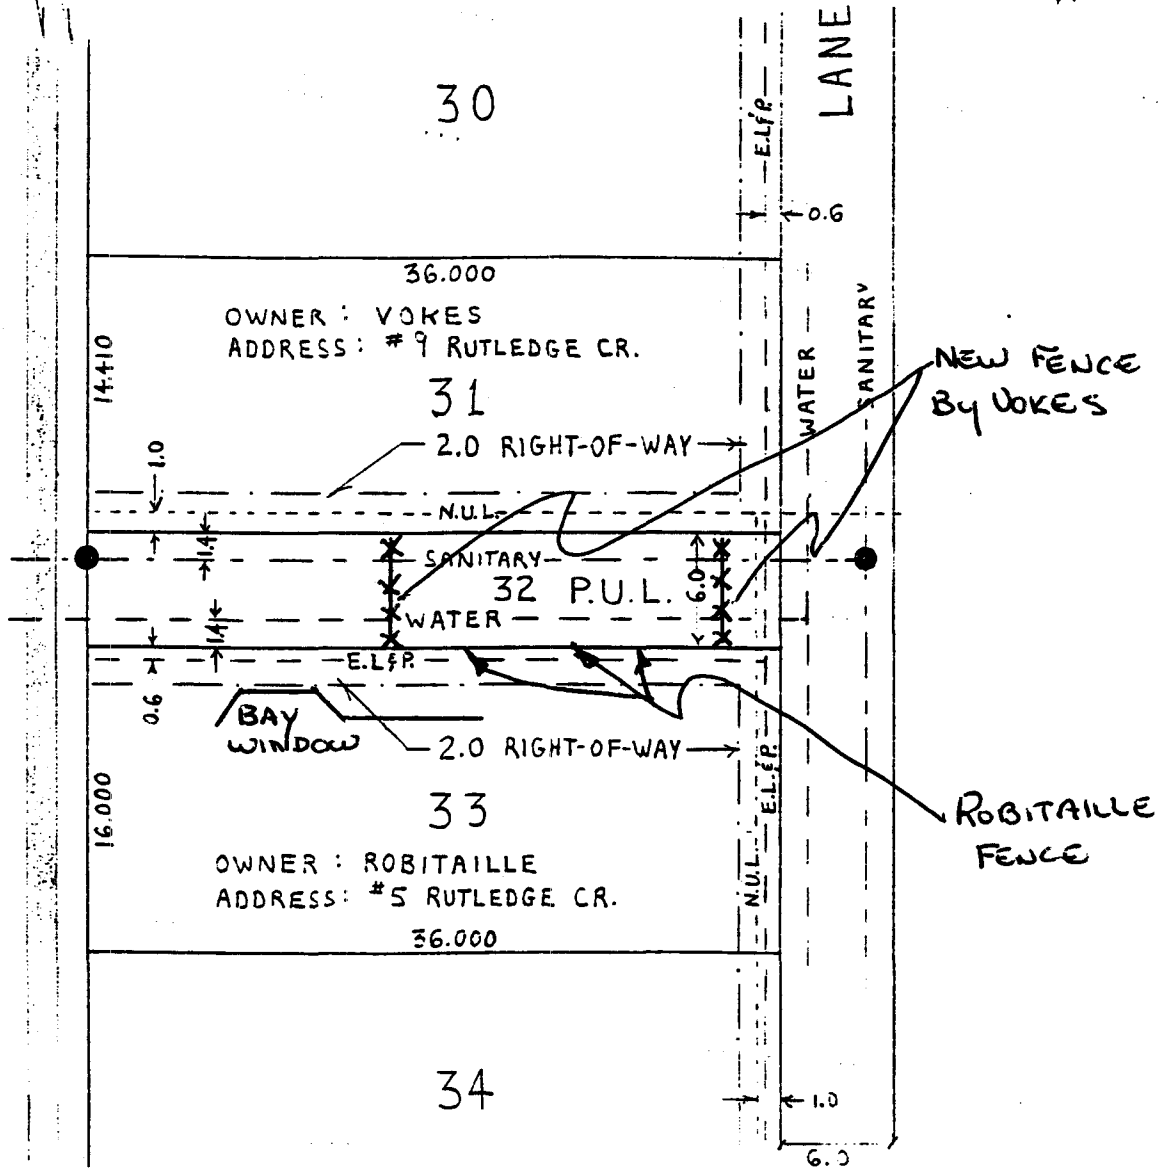 LANE
30
E.L&P.
0.6
36.000
OWNER : VOKES
ADDRESS : #9 RUTLEDGE CR.
14.410
31
WATER
SANITARY
NEW FENCE
By VOKES
2.0 RIGHT-OF-WAY
1.0
N.U.L.
1.4
SANITARY
32 P.U.L.
6.0
WATER
1.4
E.L&P.
0.6
BAY
WINDOW
2.0 RIGHT-OF-WAY
E.L.&P.
16.000
33
ROBITAILLE
FENCE
OWNER : ROBITAILLE
ADDRESS : #5 RUTLEDGE CR.
N.U.L.
36.000
34
1.0
6.0